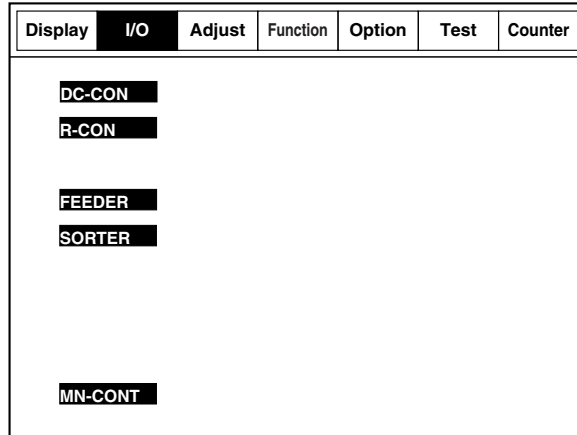 Display I/O Adjust Function Option Test Counter
DC-CON
R-CON
FEEDER
SORTER
MN-CONT